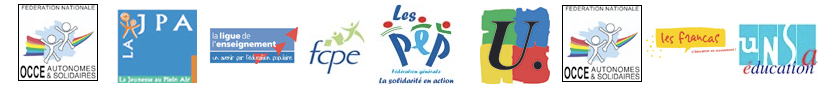 FEDERATION NATIONALE
OCCE AUTONOMES
& SOLIDAIRES
LA JPA
La Jeunesse au Plein Air
la ligue de
l'enseignement
un avenir par l'éducation populaire
fcpe
Les
PEP
Fédération générale
La solidarité en action
U.
FEDERATION NATIONALE
OCCE AUTONOMES
& SOLIDAIRES
les francas
unsa
éducation